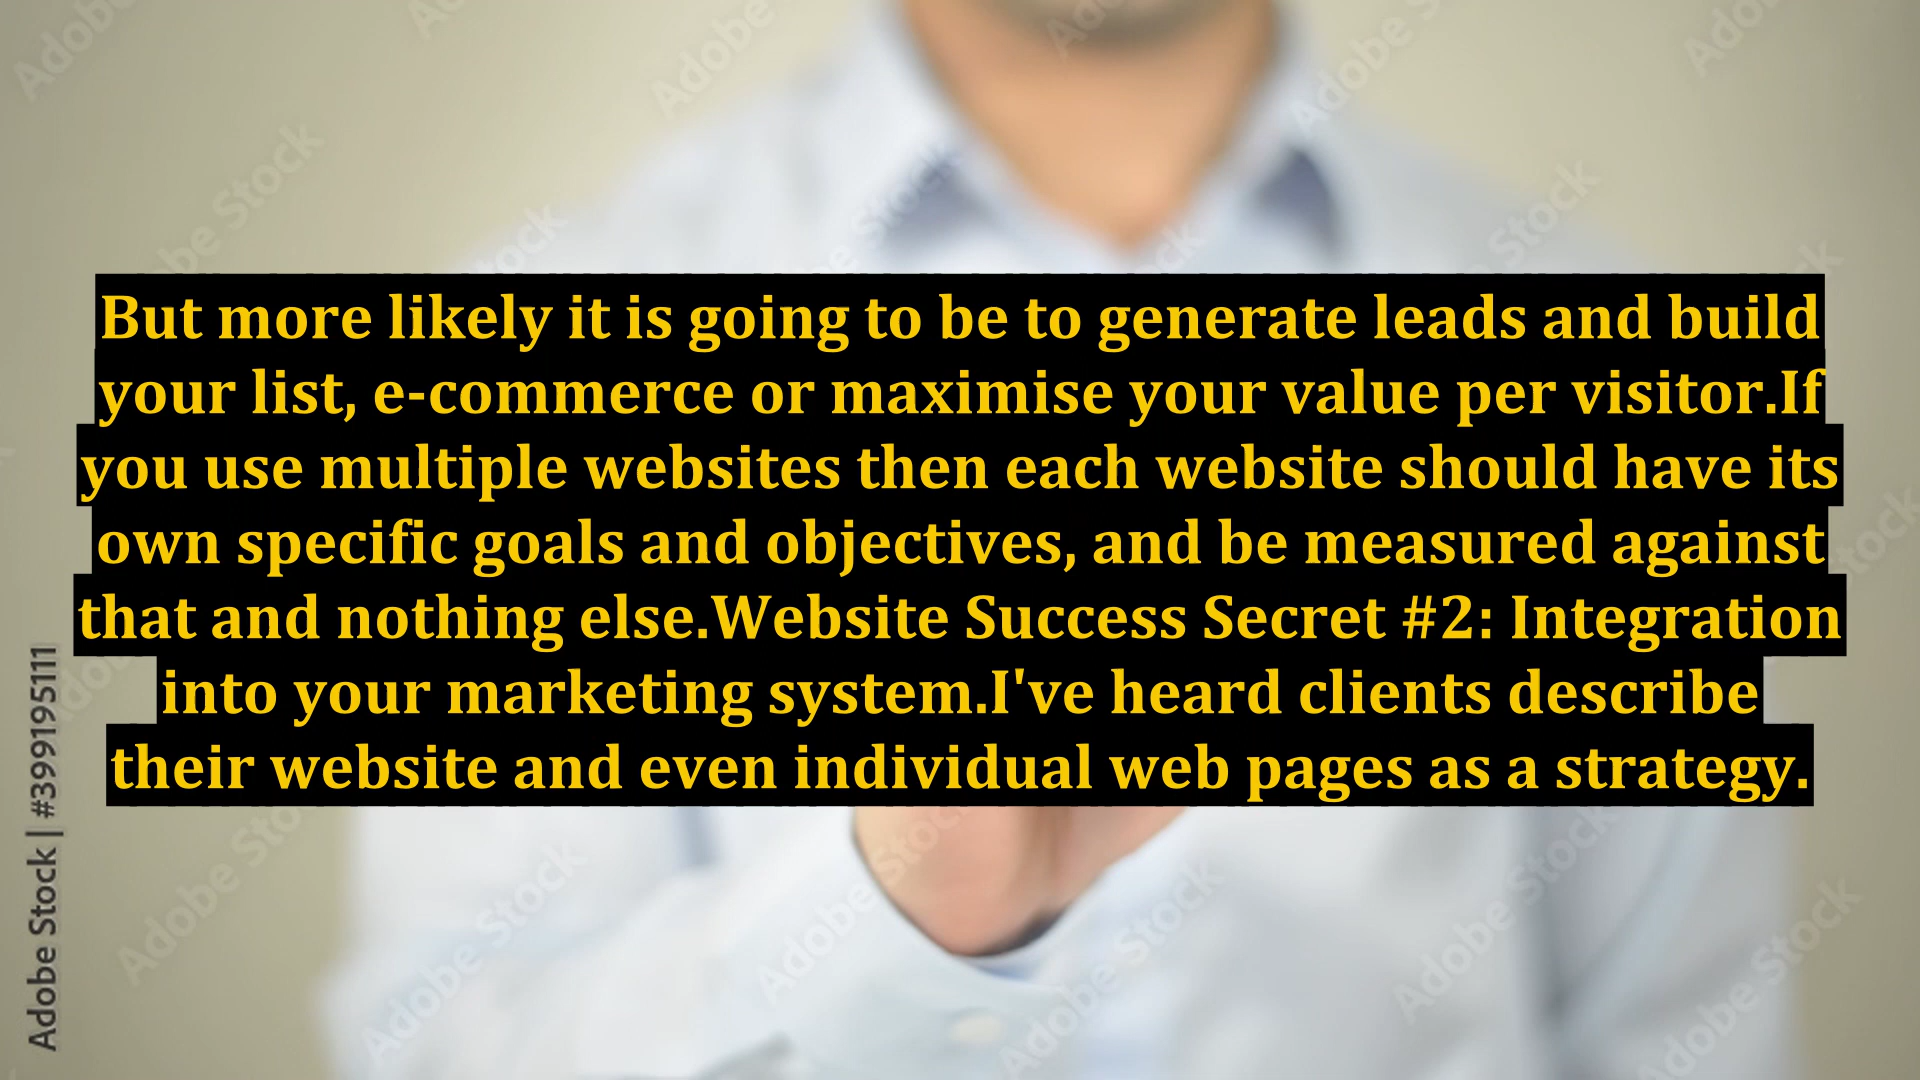 But more likely it is going to be to generate leads and build
your list, e-commerce or maximise your value per visitor.If
you use multiple websites then each website should have its
own specific goals and objectives, and be measured against
that and nothing else.Website Success Secret #2: Integration
into your marketing system.I've heard clients describe
their website and even individual web pages as a strategy.
Adobe Stock | #399195111
Adobe Stock